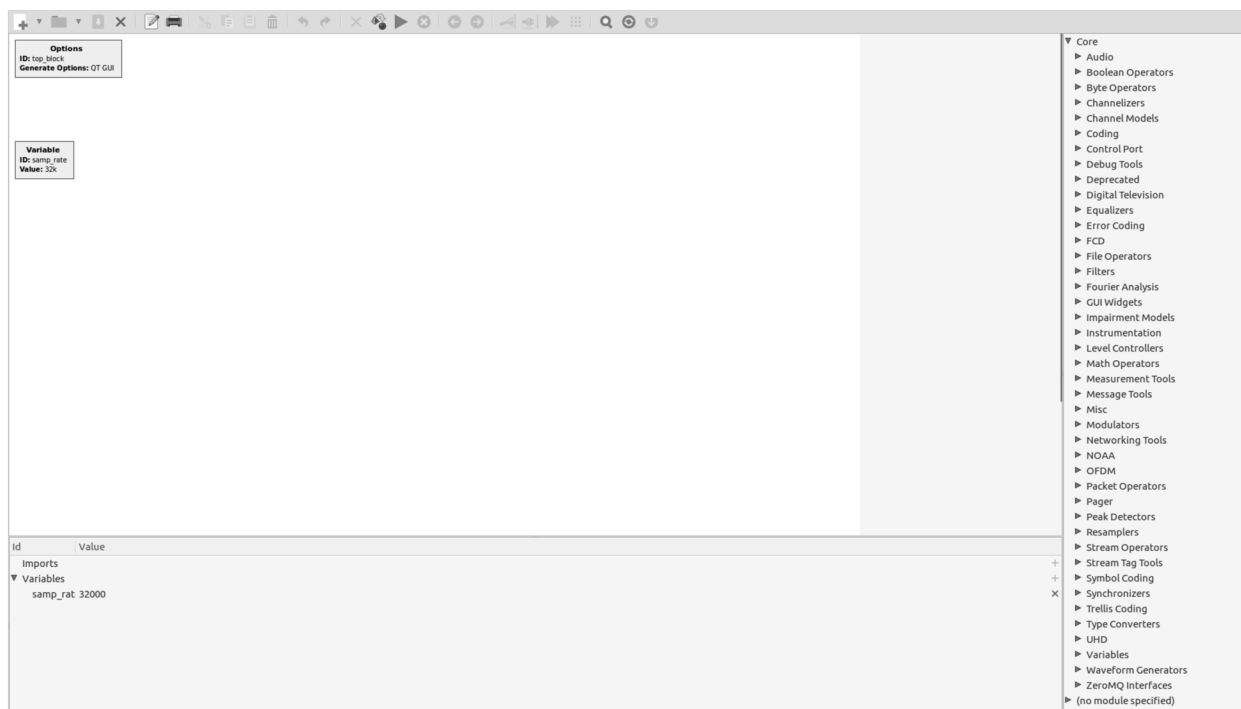 Options
ID: top_block
Generate Options: QT GUI
Variable
ID: samp_rate
Value: 32k
Id Value
Imports
Variables
samp_rat 32000
Core
Audio
Boolean Operators
Byte Operators
Channelizers
Channel Models
Coding
Control Port
Debug Tools
Deprecated
Digital Television
Equalizers
Error Coding
FCD
File Operators
Filters
Fourier Analysis
GUI Widgets
Impairment Models
Instrumentation
Level Controllers
Math Operators
Measurement Tools
Message Tools
Misc
Modulators
Networking Tools
NOAA
OFDM
Packet Operators
Pager
Peak Detectors
Resamplers
Stream Operators
Stream Tag Tools
Symbol Coding
Synchronizers
Trellis Coding
Type Converters
UHD
Variables
Waveform Generators
ZeroMQ Interfaces
(no module specified)